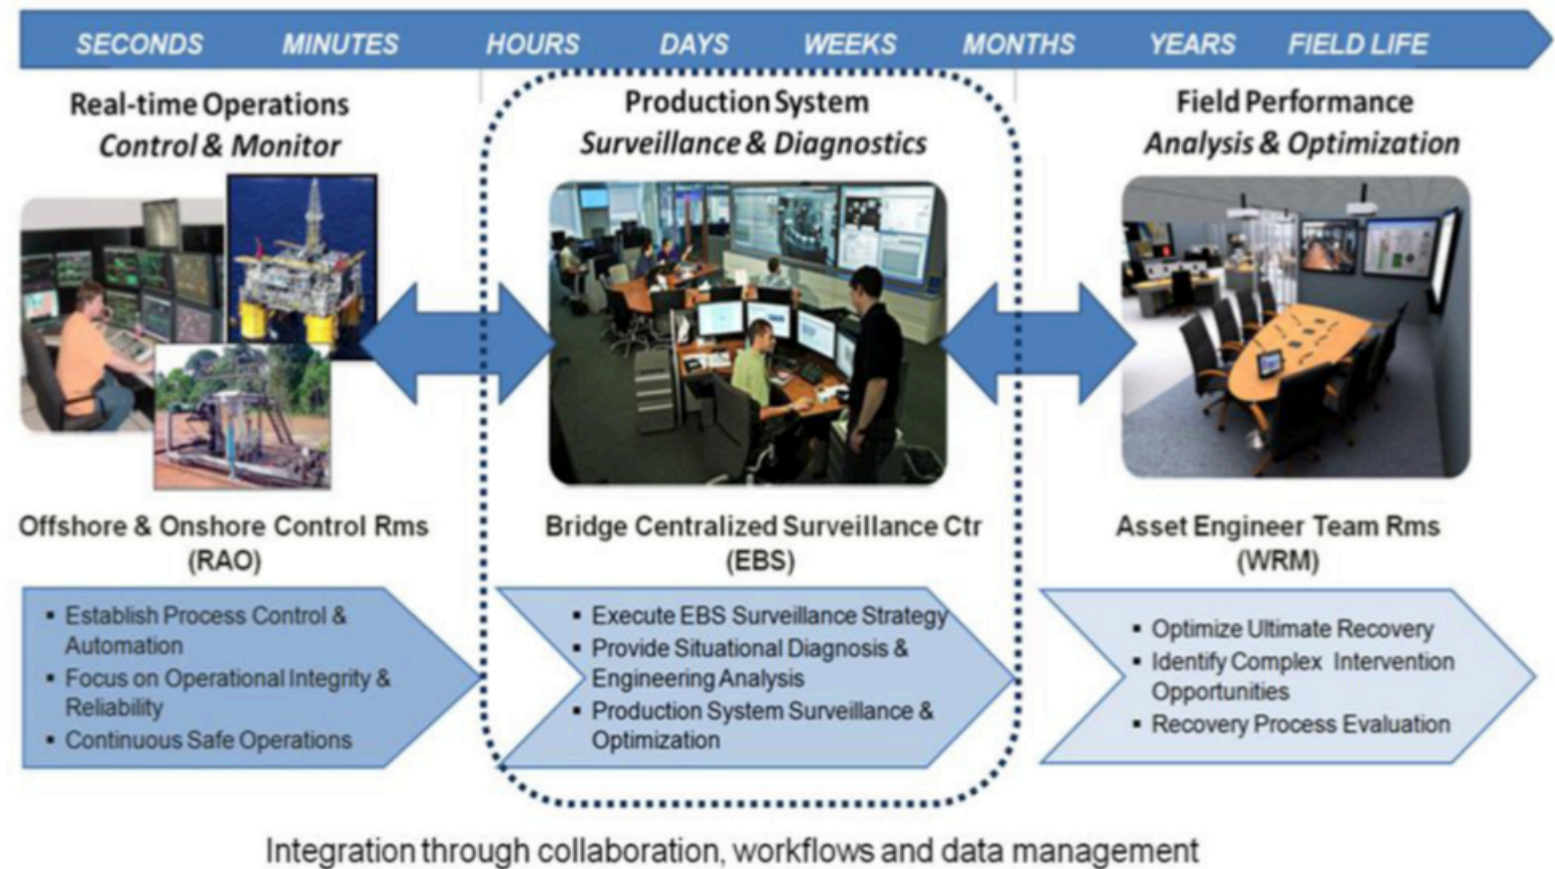 SECONDS MINUTES HOURS DAYS WEEKS MONTHS YEARS FIELD LIFE
Real-time Operations
Control & Monitor
Production System
Surveillance & Diagnostics
Field Performance
Analysis & Optimization
Offshore & Onshore Control Rms
(RAO)
Bridge Centralized Surveillance Ctr
(EBS)
Asset Engineer Team Rms
(WRM)
▪ Establish Process Control &
Automation
▪ Focus on Operational Integrity &
Reliability
▪ Continuous Safe Operations
▪ Execute EBS Surveillance Strategy
▪ Provide Situational Diagnosis &
Engineering Analysis
▪ Production System Surveillance &
Optimization
▪ Optimize Ultimate Recovery
▪ Identify Complex Intervention
Opportunities
▪ Recovery Process Evaluation
Integration through collaboration, workflows and data management